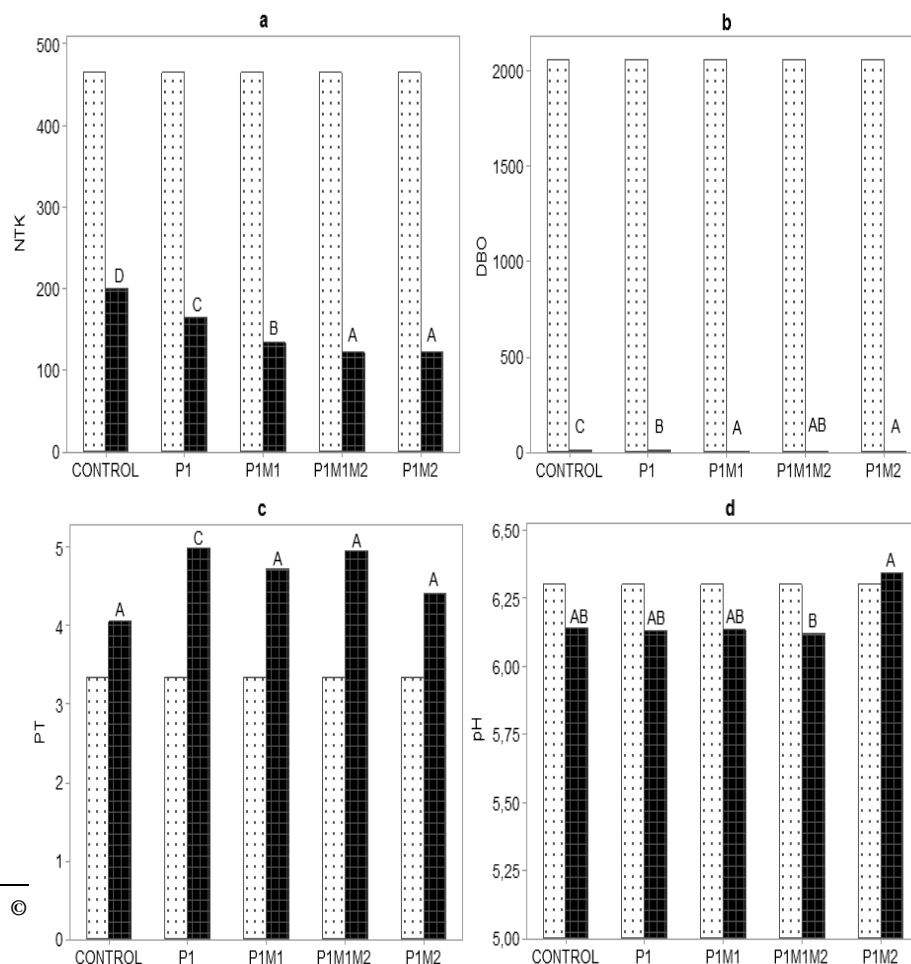 a
500
400
300
200
100
0
NTK
D
C
B
A
A
CONTROL P1 P1M1 P1M1M2 P1M2
b
2000
1500
1000
500
0
DBO
C
B
A
AB
A
CONTROL P1 P1M1 P1M1M2 P1M2
c
5
4
3
2
1
0
PT
A
C
A
A
A
CONTROL P1 P1M1 P1M1M2 P1M2
d
6,50
6,25
6,00
5,75
5,50
5,25
5,00
pH
AB
AB
AB
B
A
CONTROL P1 P1M1 P1M1M2 P1M2
©